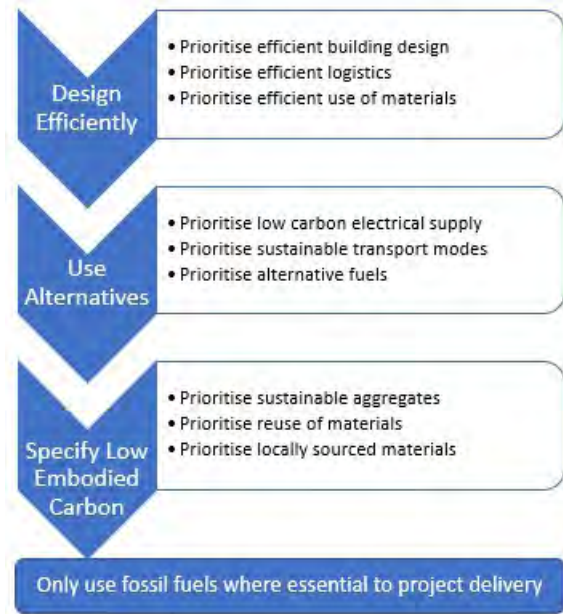 Design
Efficiently
• Prioritise efficient building design
• Prioritise efficient logistics
• Prioritise efficient use of materials
Use
Alternatives
• Prioritise low carbon electrical supply
• Prioritise sustainable transport modes
• Prioritise alternative fuels
Specify Low
Embodied
Carbon
• Prioritise sustainable aggregates
• Prioritise reuse of materials
• Prioritise locally sourced materials
Only use fossil fuels where essential to project delivery